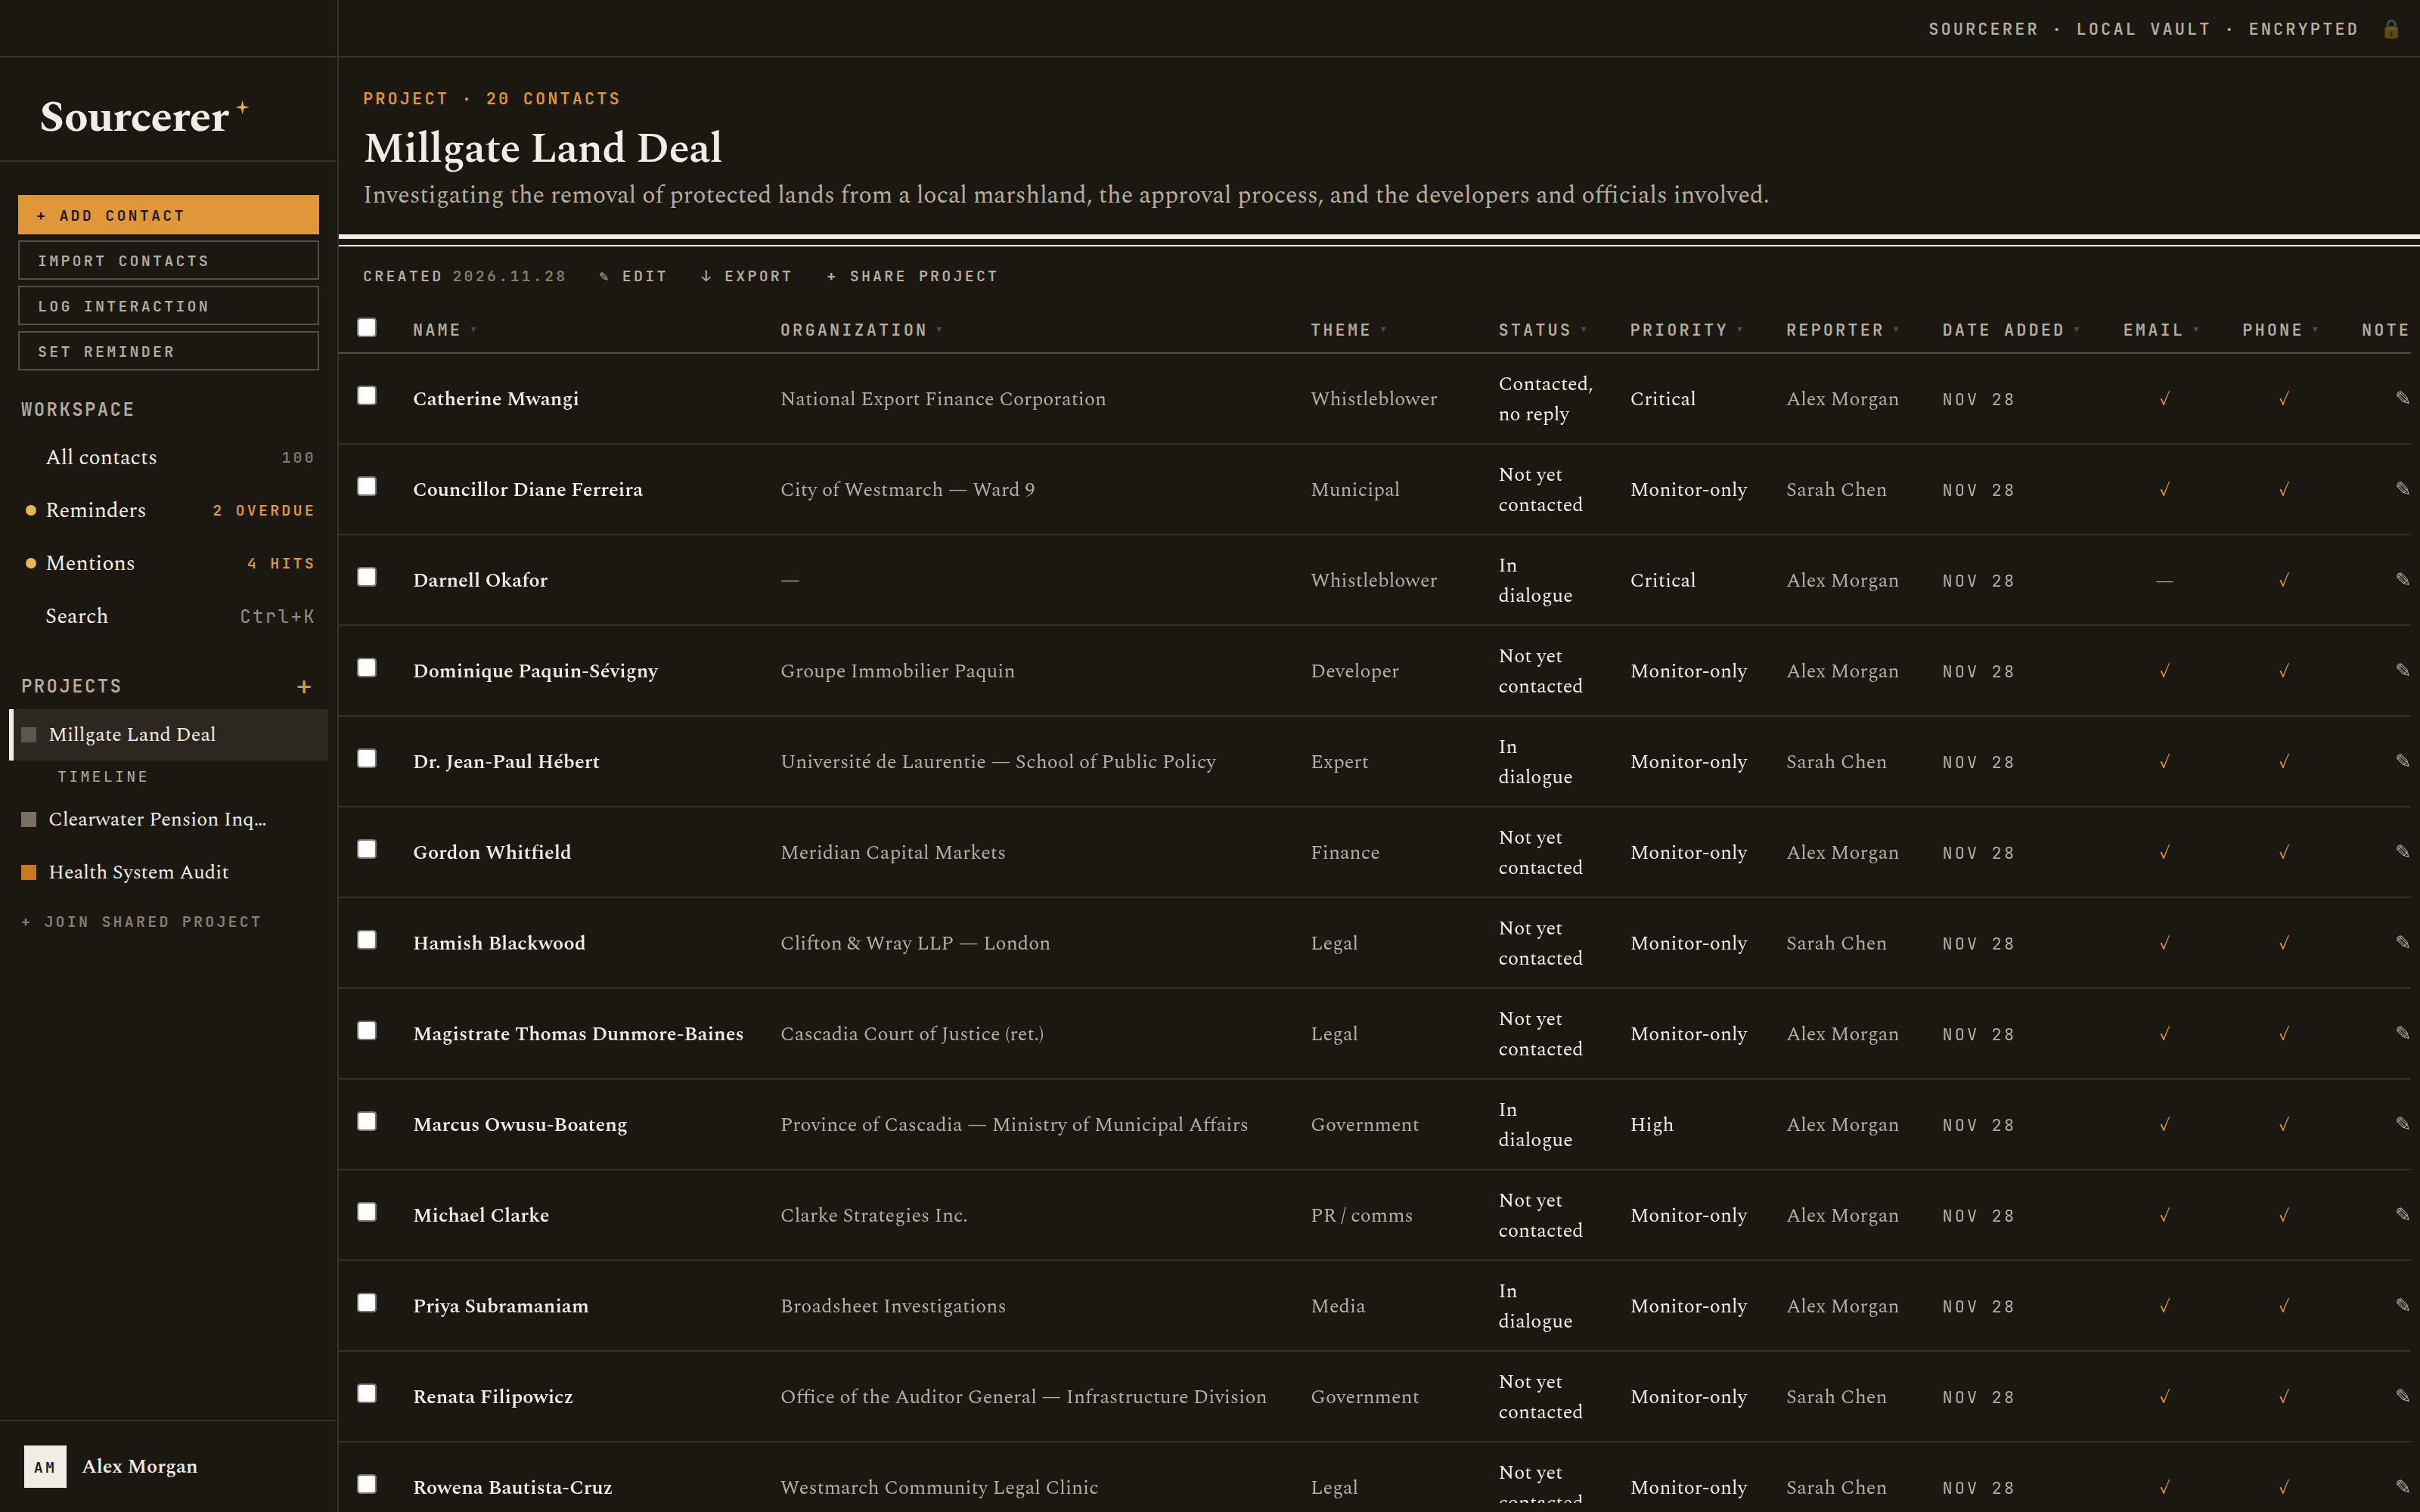 SOURCERER · LOCAL VAULT · ENCRYPTED
Sourcerer
+ ADD CONTACT
IMPORT CONTACTS
LOG INTERACTION
SET REMINDER
WORKSPACE
All contacts 100
Reminders 2 OVERDUE
Mentions 4 HITS
Search Ctrl+K
PROJECTS +
Millgate Land Deal
TIMELINE
Clearwater Pension Inq...
Health System Audit
+ JOIN SHARED PROJECT
AM Alex Morgan
PROJECT · 20 CONTACTS
Millgate Land Deal
Investigating the removal of protected lands from a local marshland, the approval process, and the developers and officials involved.
CREATED 2026.11.28 ✎ EDIT ↓ EXPORT + SHARE PROJECT
NAME ▾ ORGANIZATION ▾ THEME ▾ STATUS ▾ PRIORITY ▾ REPORTER ▾ DATE ADDED ▾ EMAIL ▾ PHONE ▾ NOTE
Catherine Mwangi National Export Finance Corporation Whistleblower Contacted, no reply Critical Alex Morgan NOV 28 ✓ ✓ ✎
Councillor Diane Ferreira City of Westmarch — Ward 9 Municipal Not yet contacted Monitor-only Sarah Chen NOV 28 ✓ ✓ ✎
Darnell Okafor — Whistleblower In dialogue Critical Alex Morgan NOV 28 — ✓ ✎
Dominique Paquin-Sévigny Groupe Immobilier Paquin Developer Not yet contacted Monitor-only Alex Morgan NOV 28 ✓ ✓ ✎
Dr. Jean-Paul Hébert Université de Laurentie — School of Public Policy Expert In dialogue Monitor-only Sarah Chen NOV 28 ✓ ✓ ✎
Gordon Whitfield Meridian Capital Markets Finance Not yet contacted Monitor-only Alex Morgan NOV 28 ✓ ✓ ✎
Hamish Blackwood Clifton & Wray LLP — London Legal Not yet contacted Monitor-only Sarah Chen NOV 28 ✓ ✓ ✎
Magistrate Thomas Dunmore-Baines Cascadia Court of Justice (ret.) Legal Not yet contacted Monitor-only Alex Morgan NOV 28 ✓ ✓ ✎
Marcus Owusu-Boateng Province of Cascadia — Ministry of Municipal Affairs Government In dialogue High Alex Morgan NOV 28 ✓ ✓ ✎
Michael Clarke Clarke Strategies Inc. PR / comms Not yet contacted Monitor-only Alex Morgan NOV 28 ✓ ✓ ✎
Priya Subramaniam Broadsheet Investigations Media In dialogue Monitor-only Alex Morgan NOV 28 ✓ ✓ ✎
Renata Filipowicz Office of the Auditor General — Infrastructure Division Government Not yet contacted Monitor-only Sarah Chen NOV 28 ✓ ✓ ✎
Rowena Bautista-Cruz Westmarch Community Legal Clinic Legal Not yet contacted Monitor-only Sarah Chen NOV 28 ✓ ✓ ✎